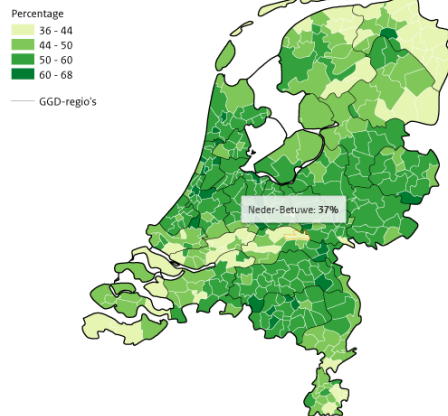 Percentage
36 - 44
44 - 50
50 - 60
60 - 68
GGD-regio's
Neder-Betuwe: 37%